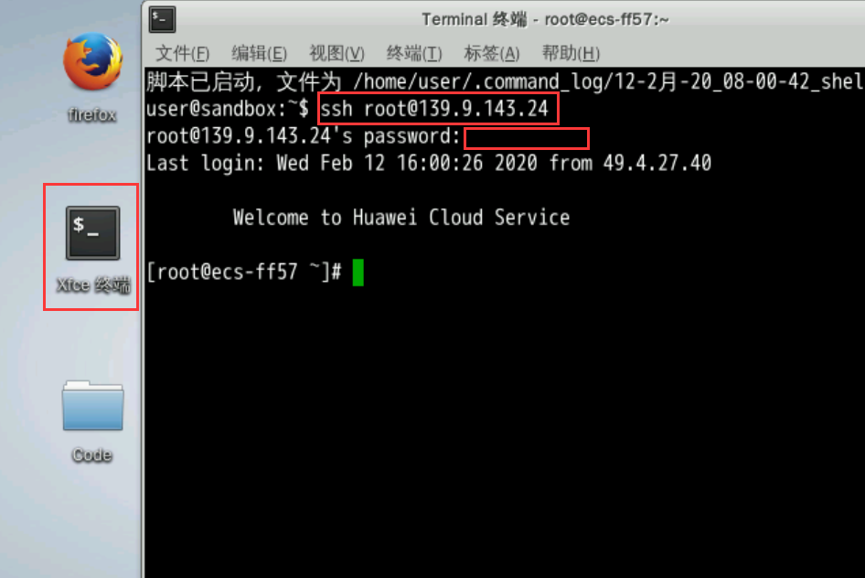 Terminal 终端 - root@ecs-ff57:~
文件(F) 编辑(E) 视图(V) 终端(T) 标签(A) 帮助(H)
脚本已启动, 文件为 /home/user/.command_log/12-2月-20_08-00-42_shel
user@sandbox:~$ ssh root@139.9.143.24
root@139.9.143.24's password:
Last login: Wed Feb 12 16:00:26 2020 from 49.4.27.40
Welcome to Huawei Cloud Service
[root@ecs-ff57 ~]#
firefox
$_
Xfce 终端
Code